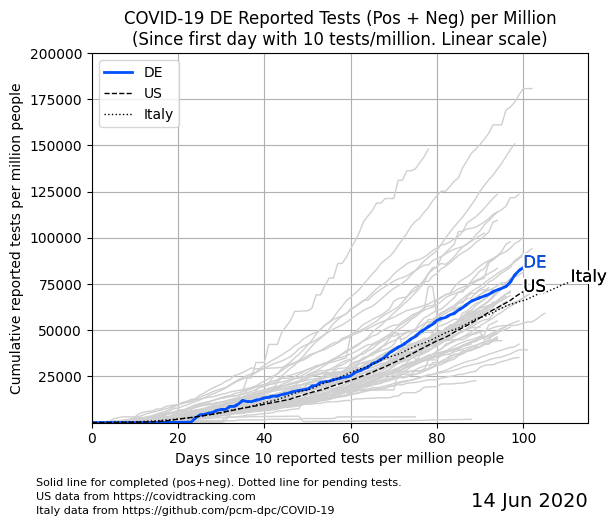 COVID-19 DE Reported Tests (Pos + Neg) per Million
(Since first day with 10 tests/million. Linear scale)
200000
175000
150000
125000
100000
75000
50000
25000
Cumulative reported tests per million people
DE
US
Italy
DE
US
Italy
0
20
40
60
80
100
Days since 10 reported tests per million people
Solid line for completed (pos+neg). Dotted line for pending tests.
US data from https://covidtracking.com
Italy data from https://github.com/pcm-dpc/COVID-19
14 Jun 2020